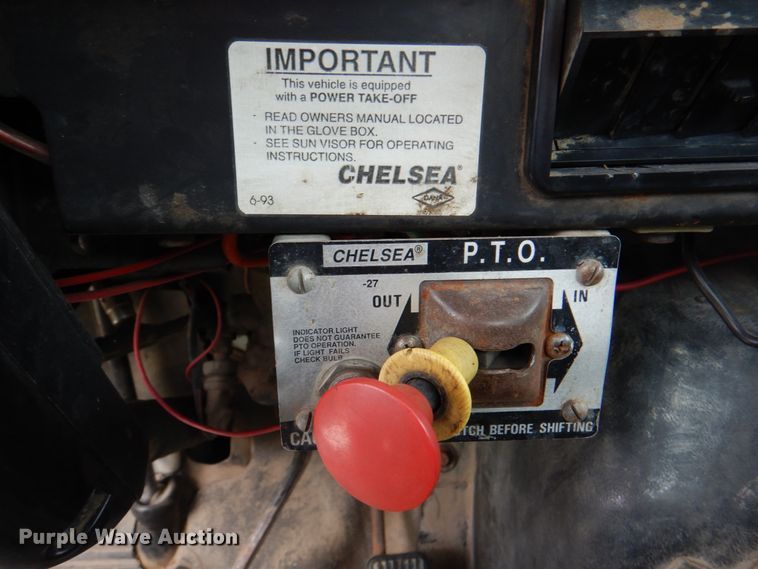 IMPORTANT
This vehicle is equipped
with a POWER TAKE-OFF
- READ OWNERS MANUAL LOCATED
IN THE GLOVE BOX.
- SEE SUN VISOR FOR OPERATING
INSTRUCTIONS.
CHELSEA®
6-93
DANA
CHELSEA® P.T.O.
-27
OUT IN
INDICATOR LIGHT
DOES NOT GUARANTEE
PTO OPERATION.
IF LIGHT FAILS
CHECK BULB
BEFORE SHIFTING
Purple Wave Auction